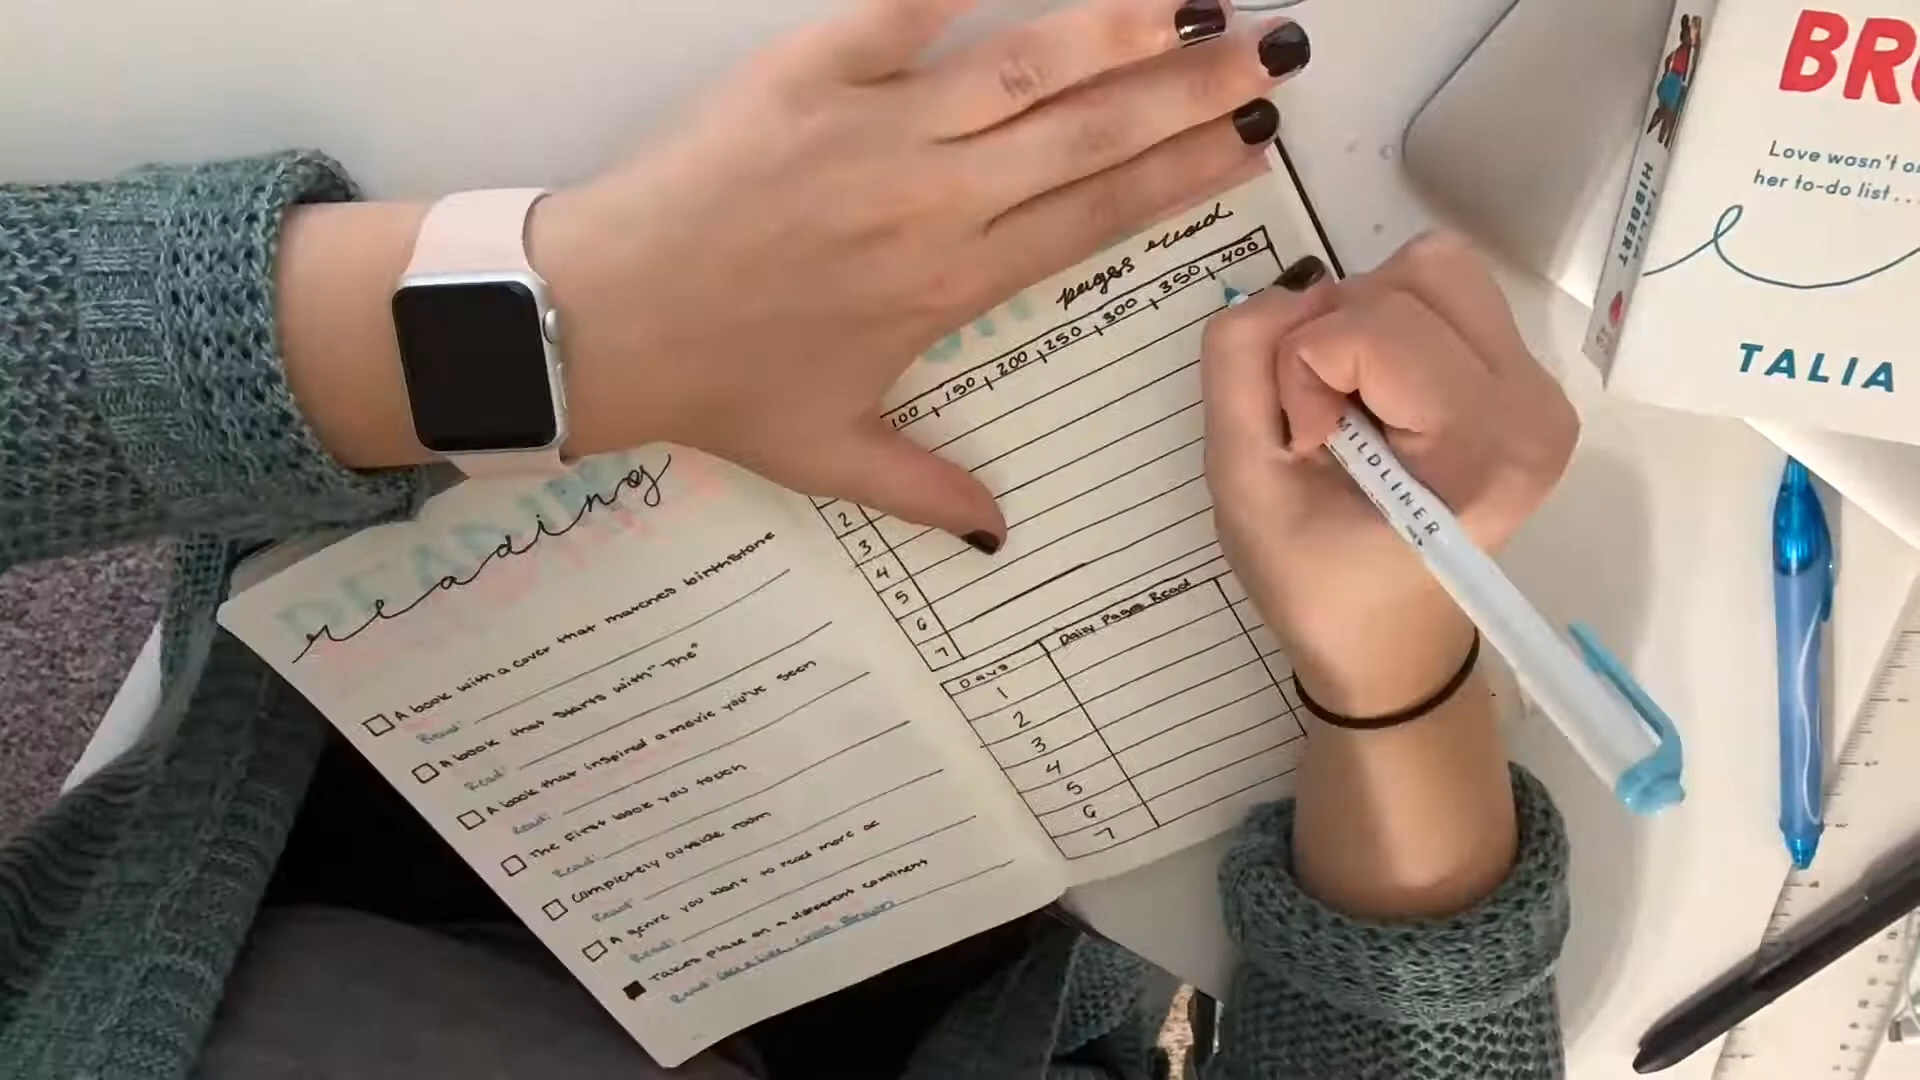 reading
READING
A book with a cover that matches birthstone
Read:
A book that starts with "The"
Read:
A book that inspired a movie you've seen
Read:
The first book you touch
Read:
Completely outside room
Read:
A genre you want to read more of
Read:
Takes place on a different continent
Read:
pages read
100 150 200 250 300 350 400
2
3
4
5
6
7
Days Daily Pages Read
1
2
3
4
5
6
7
MILDLINER
HIBBERT
BR
Love wasn't o
her to-do list...
TALIA